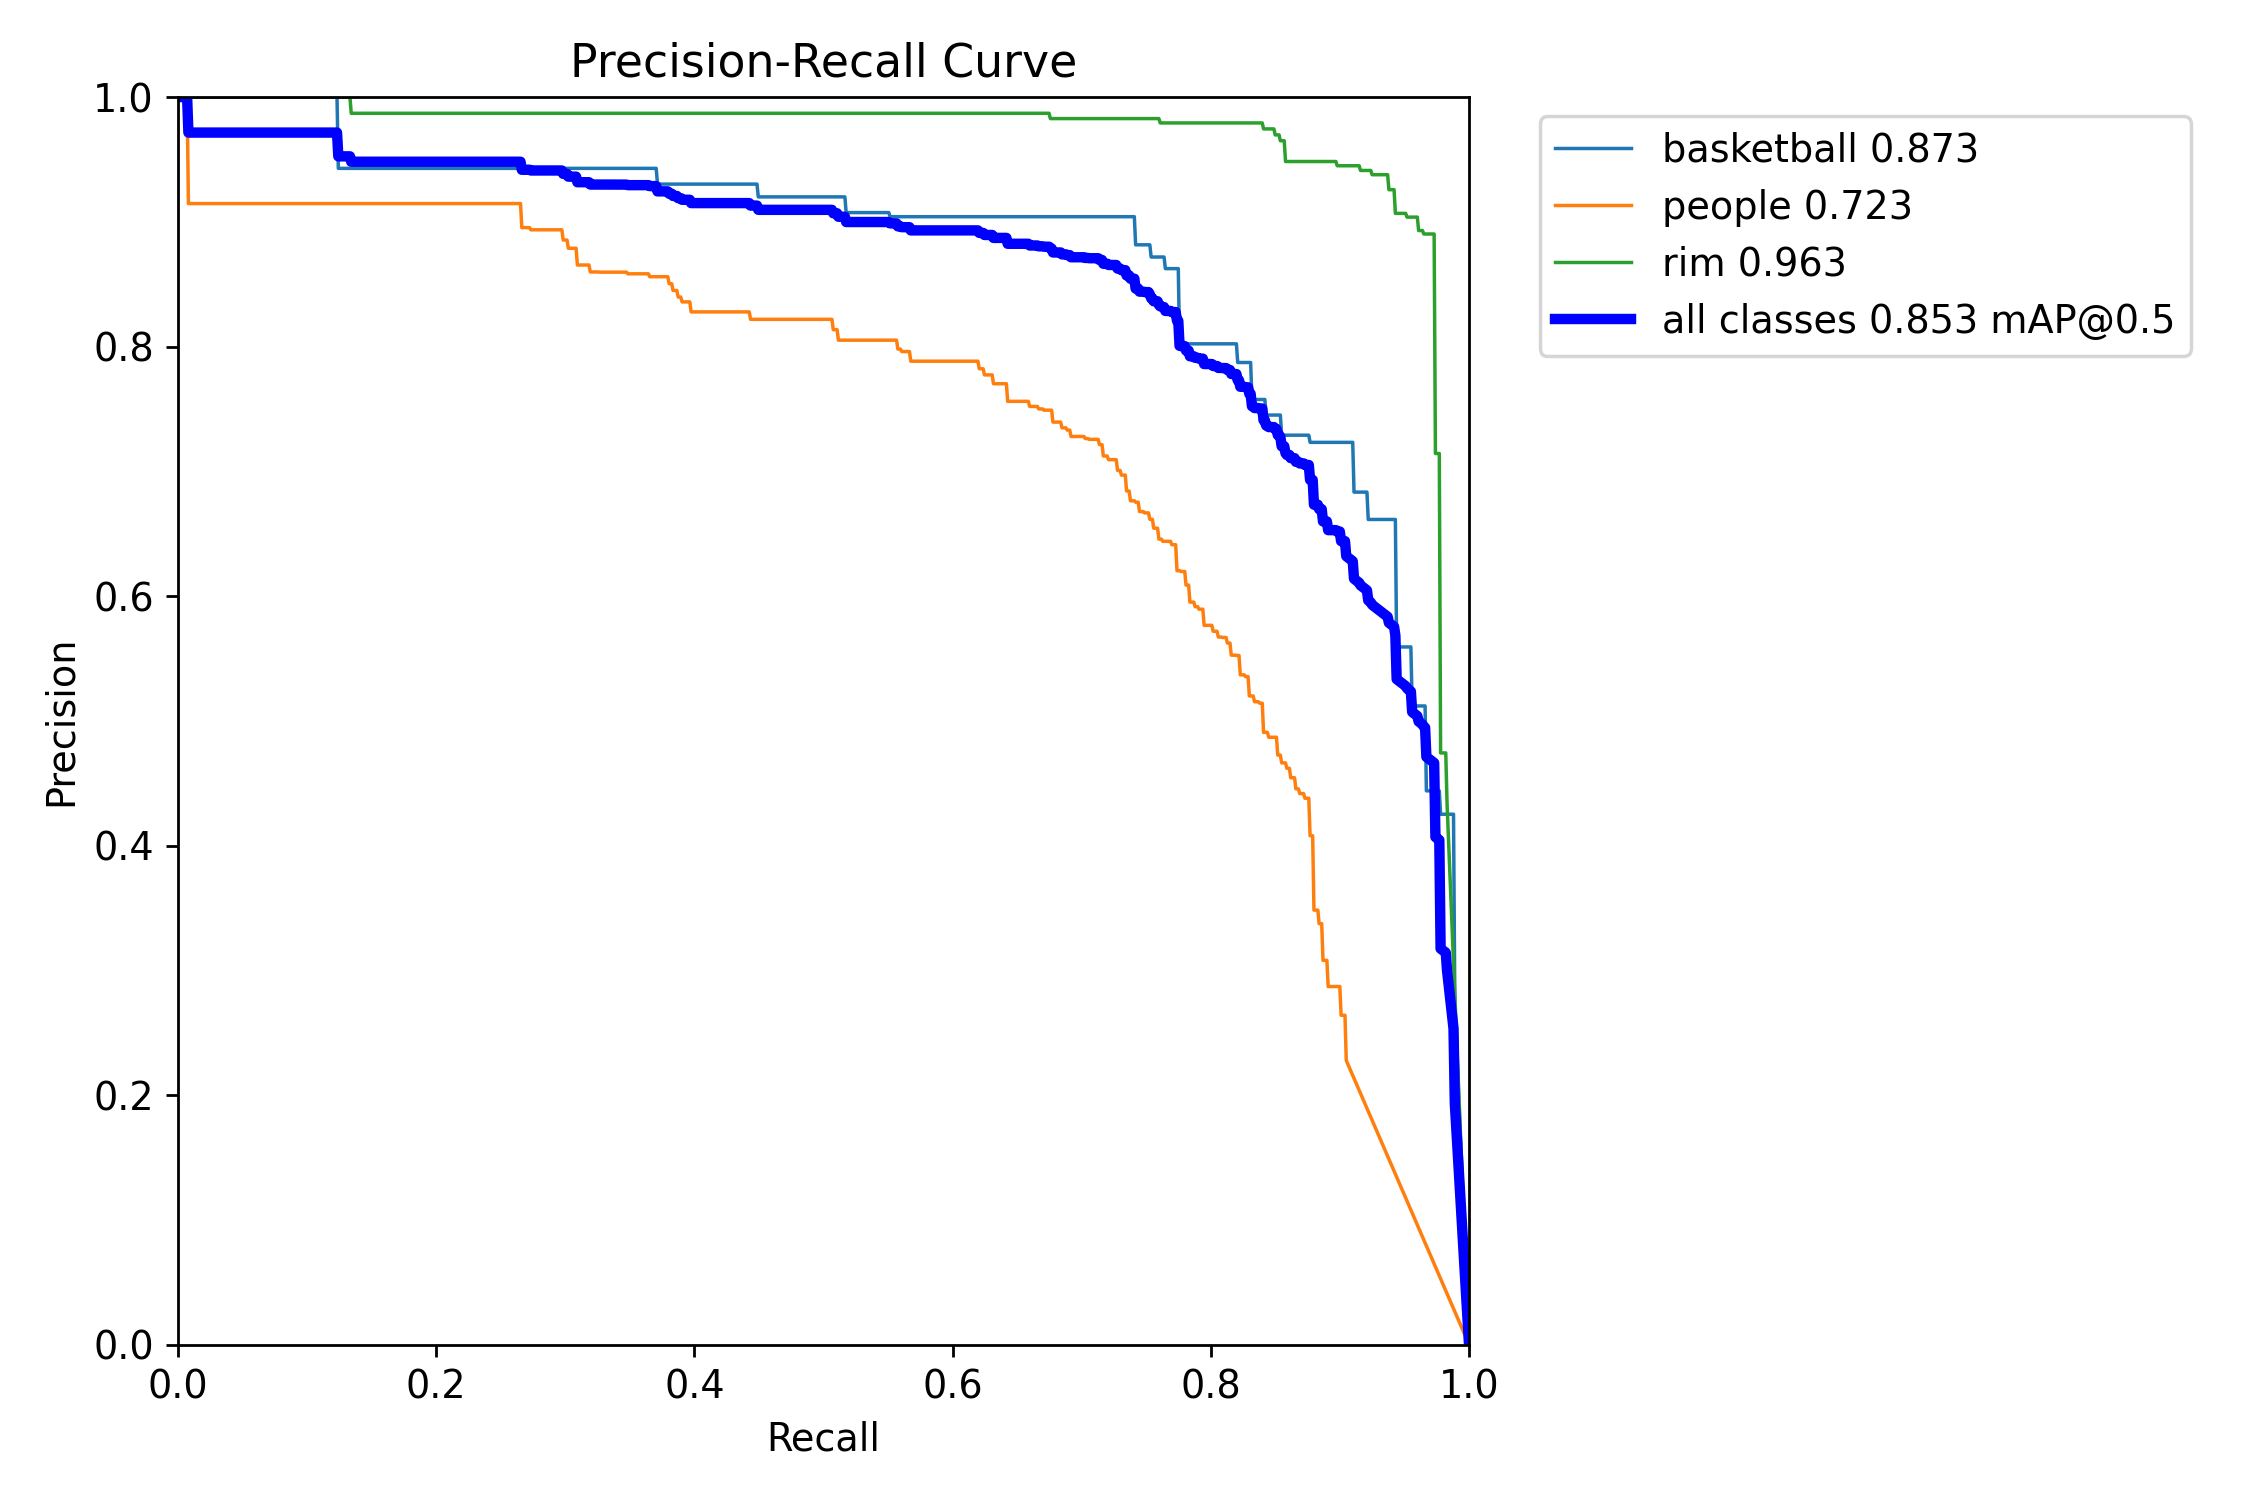 Precision-Recall Curve
1.0
0.8
0.6
0.4
0.2
0.0
Precision
0.0 0.2 0.4 0.6 0.8 1.0
Recall
basketball 0.873
people 0.723
rim 0.963
all classes 0.853 mAP@0.5